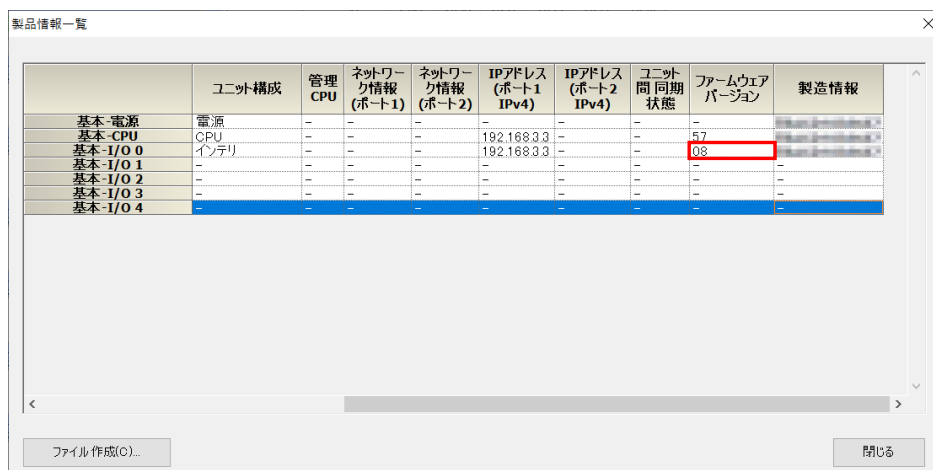 製品情報一覧
ユニット構成 管理CPU ネットワーク情報(ポート1) ネットワーク情報(ポート2) IPアドレス(ポート1 IPv4) IPアドレス(ポート2 IPv4) ユニット間同期状態 ファームウェアバージョン 製造情報
基本-電源 電源 - - - - - - -
基本-CPU CPU - - - 192.168.3.3 - - 57
基本-I/O 0 インテリ - - - 192.168.3.3 - - 08
基本-I/O 1 - - - - - - - - -
基本-I/O 2 - - - - - - - - -
基本-I/O 3 - - - - - - - - -
基本-I/O 4 - - - - - - - - -
ファイル作成(C)... 閉じる